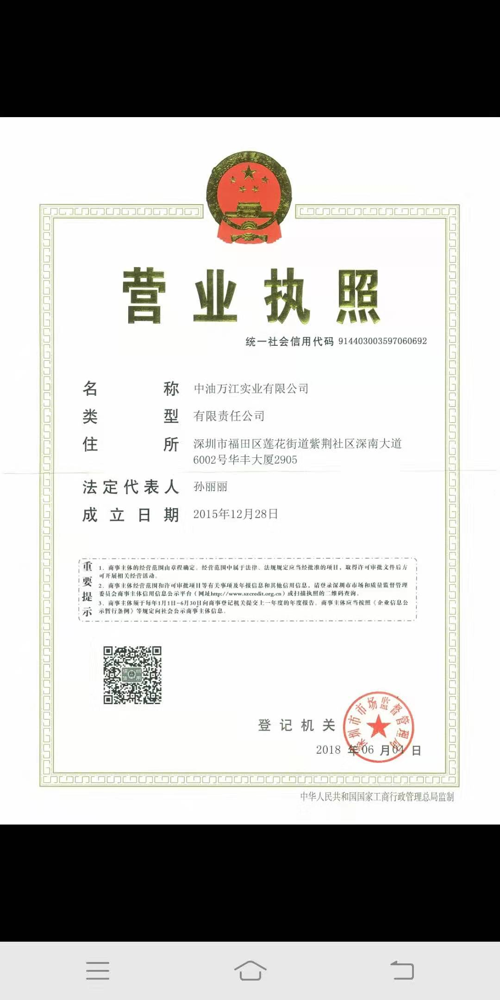 营业执照
统一社会信用代码 914403003597060692
名称 中油万江实业有限公司
类型 有限责任公司
住所 深圳市福田区莲花街道紫荆社区深南大道
6002号华丰大厦2905
法定代表人 孙丽丽
成立日期 2015年12月28日
重要提示
1. 商事主体的经营范围由章程确定。经营范围中属于法律、法规规定应当经批准的项目，取得许可审批文件后方
可开展相关经营活动。
2. 商事主体经营范围和许可审批项目等有关事项及年报信息和其他信用信息，请登录深圳市市场和质量监督管理
委员会商事主体信用信息公示平台（网址http://www.szcredit.org.cn）或扫描执照的二维码查询。
3. 商事主体须于每年1月1日-6月30日向商事登记机关提交上一年度的年度报告。商事主体应当按照《企业信息公
示暂行条例》等规定向社会公示商事主体信息。
深圳信用
登记机关
深圳市市场监督管理局
2018 年 06 月 01 日
中华人民共和国国家工商行政管理总局监制